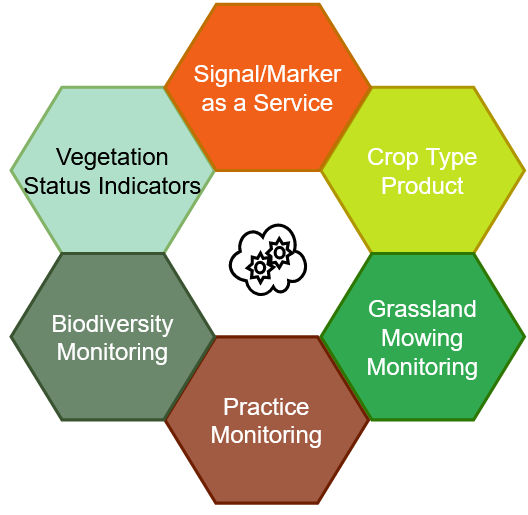 Signal/Marker
as a Service
Vegetation
Status Indicators
Crop Type
Product
Biodiversity
Monitoring
Grassland
Mowing
Monitoring
Practice
Monitoring